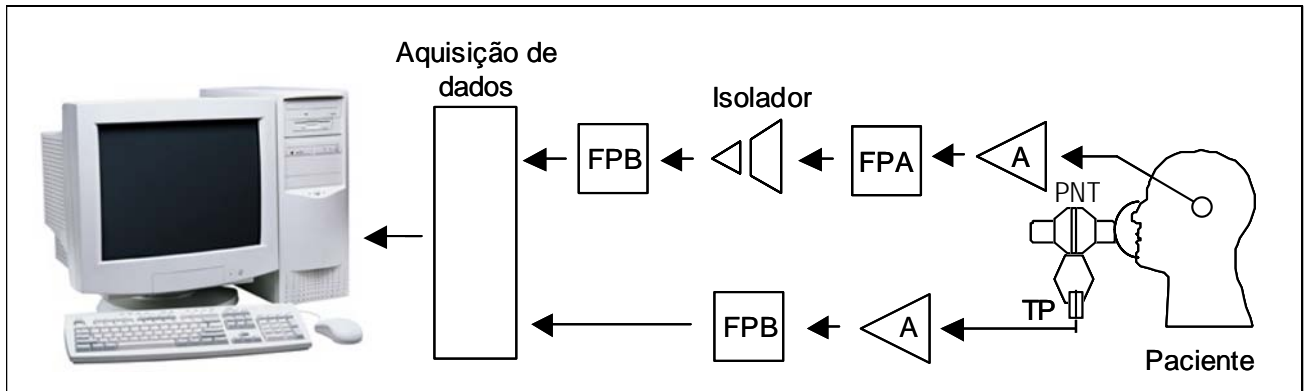 Aquisição de
dados
Isolador
FPB
FPA
A
PNT
TP
FPB
A
Paciente